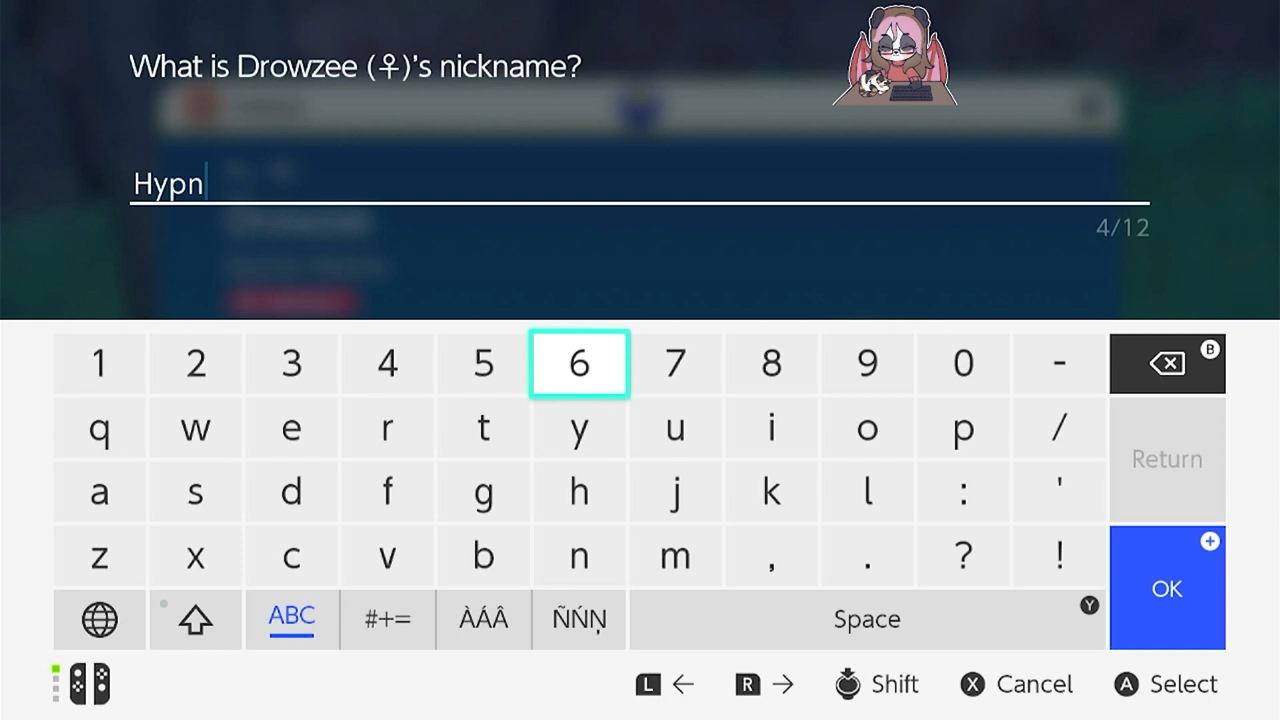 What is Drowzee (♀)'s nickname?
Hypn
4/12
1 2 3 4 5 6 7 8 9 0 - B
q w e r t y u i o p /
Return
a s d f g h j k l : '
z x c v b n m , . ? ! +
OK
ABC #+= ÀÁÂ ÑŃŅ Space Y
L ← R → Shift X Cancel A Select